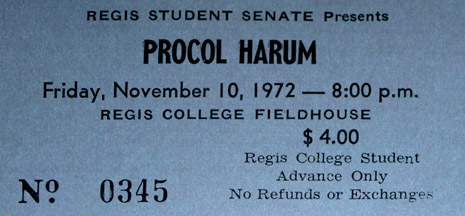 REGIS STUDENT SENATE Presents
PROCOL HARUM
Friday, November 10, 1972 — 8:00 p.m.
REGIS COLLEGE FIELDHOUSE
$4.00
Regis College Student
Advance Only
No Refunds or Exchanges
Nº 0345